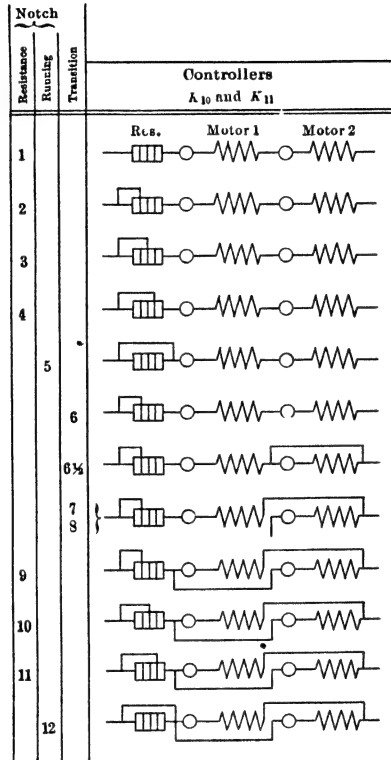 Notch
Resistance
Running
Transition
Controllers
K10 and K11
Res. Motor 1 Motor 2
1
2
3
4
5
6
6½
7
8
9
10
11
12